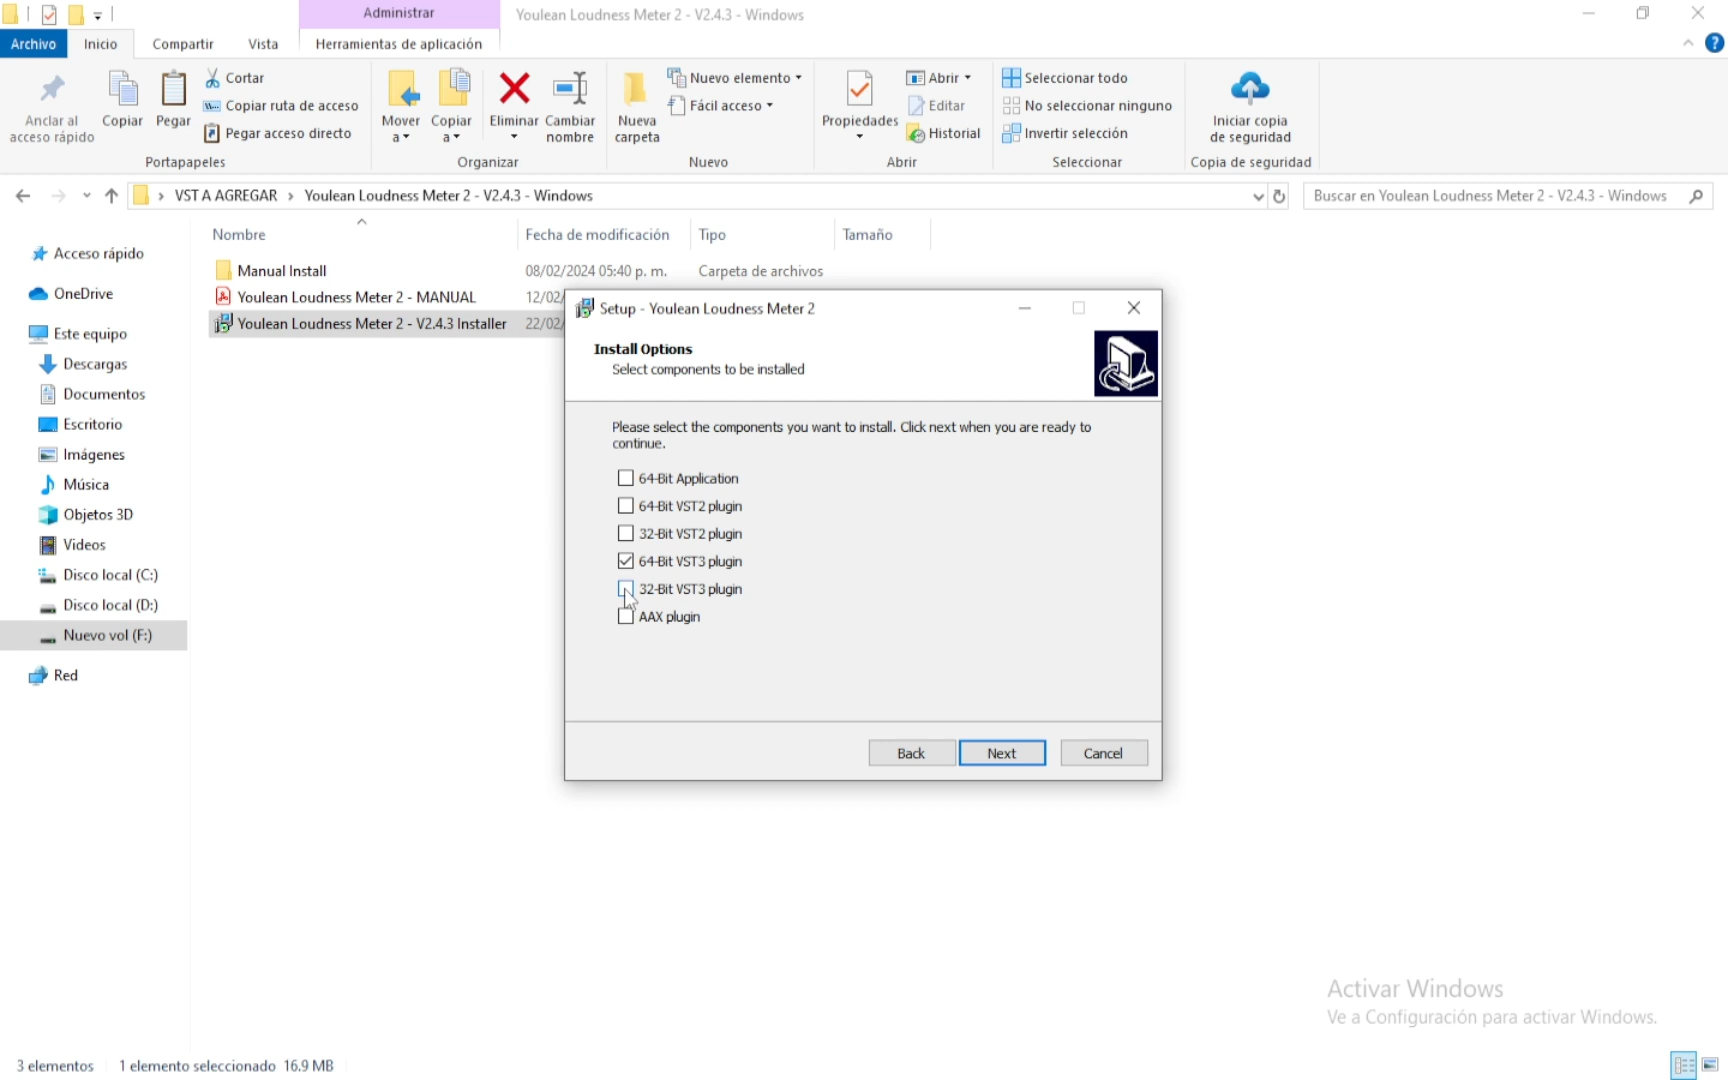 Administrar
Youlean Loudness Meter 2 - V2.4.3 - Windows
Archivo
Inicio
Compartir
Vista
Herramientas de aplicación
Anclar al
acceso rápido
Copiar
Pegar
Cortar
Copiar ruta de acceso
Pegar acceso directo
Portapapeles
Mover
a
Copiar
a
Eliminar
Cambiar
nombre
Organizar
Nueva
carpeta
Nuevo elemento
Fácil acceso
Nuevo
Propiedades
Abrir
Editar
Historial
Abrir
Seleccionar todo
No seleccionar ninguno
Invertir selección
Seleccionar
Iniciar copia
de seguridad
Copia de seguridad
VST A AGREGAR › Youlean Loudness Meter 2 - V2.4.3 - Windows
Buscar en Youlean Loudness Meter 2 - V2.4.3 - Windows
Nombre
Fecha de modificación
Tipo
Tamaño
Acceso rápido
OneDrive
Este equipo
Descargas
Documentos
Escritorio
Imágenes
Música
Objetos 3D
Videos
Disco local (C:)
Disco local (D:)
Nuevo vol (F:)
Red
Manual Install 08/02/2024 05:40 p. m. Carpeta de archivos
Youlean Loudness Meter 2 - MANUAL 12/02/
Youlean Loudness Meter 2 - V2.4.3 Installer 22/02/
Setup - Youlean Loudness Meter 2
Install Options
Select components to be installed
Please select the components you want to install. Click next when you are ready to
continue.
64-Bit Application
64-Bit VST2 plugin
32-Bit VST2 plugin
64-Bit VST3 plugin
32-Bit VST3 plugin
AAX plugin
Back
Next
Cancel
Activar Windows
Ve a Configuración para activar Windows.
3 elementos
1 elemento seleccionado 16.9 MB